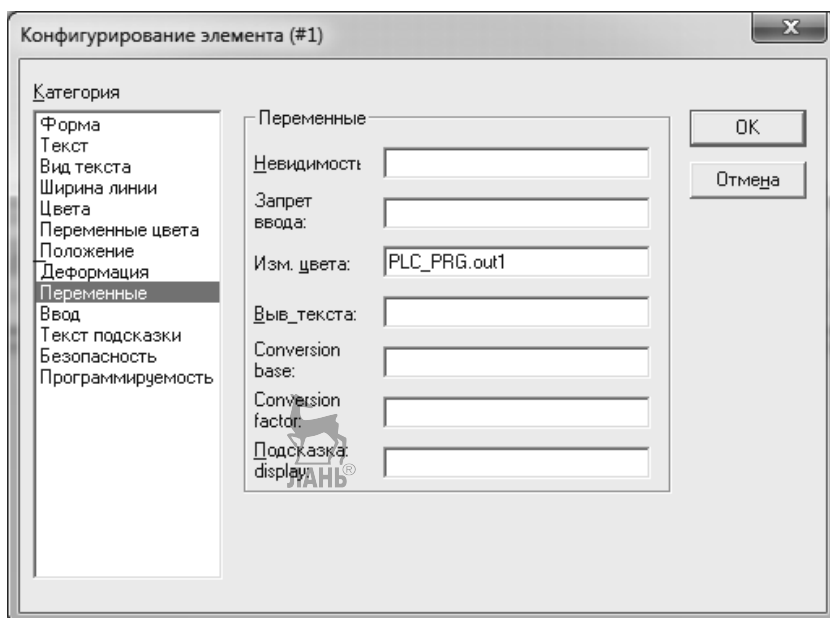 Конфигурирование элемента (#1)
x
Категория
Форма
Текст
Вид текста
Ширина линии
Цвета
Переменные цвета
Положение
Деформация
Переменные
Ввод
Текст подсказки
Безопасность
Программируемость
Переменные
Невидимость
Запрет
ввода:
Изм. цвета:
PLC_PRG.out1
Выв_текста:
Conversion
base:
Conversion
factor:
Подсказка:
display:
ЛАНЬ®
OK
Отмена